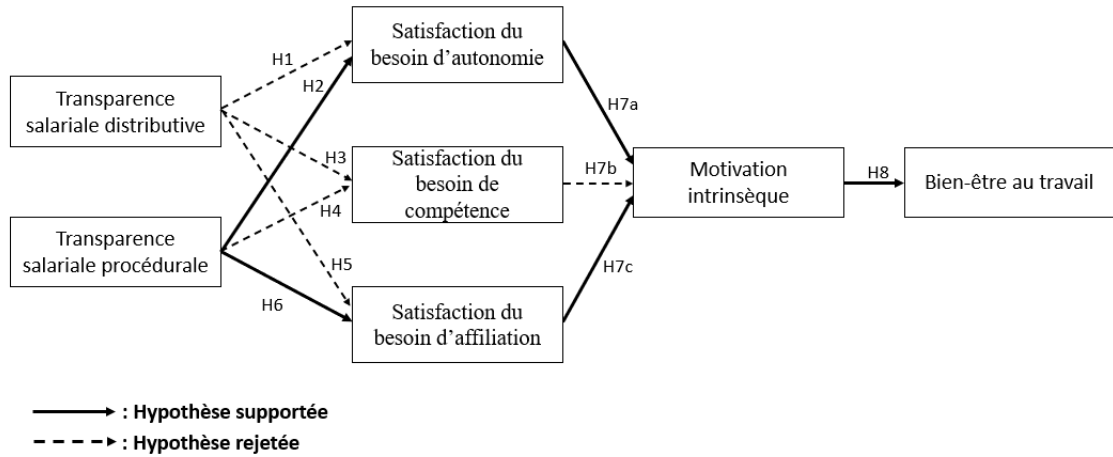 Transparence
salariale distributive
Transparence
salariale procédurale
H1
H2
H3
H4
H5
H6
Satisfaction du
besoin d’autonomie
Satisfaction du
besoin de
compétence
Satisfaction du
besoin d’affiliation
H7a
H7b
H7c
Motivation
intrinsèque
H8
Bien-être au travail
: Hypothèse supportée
: Hypothèse rejetée